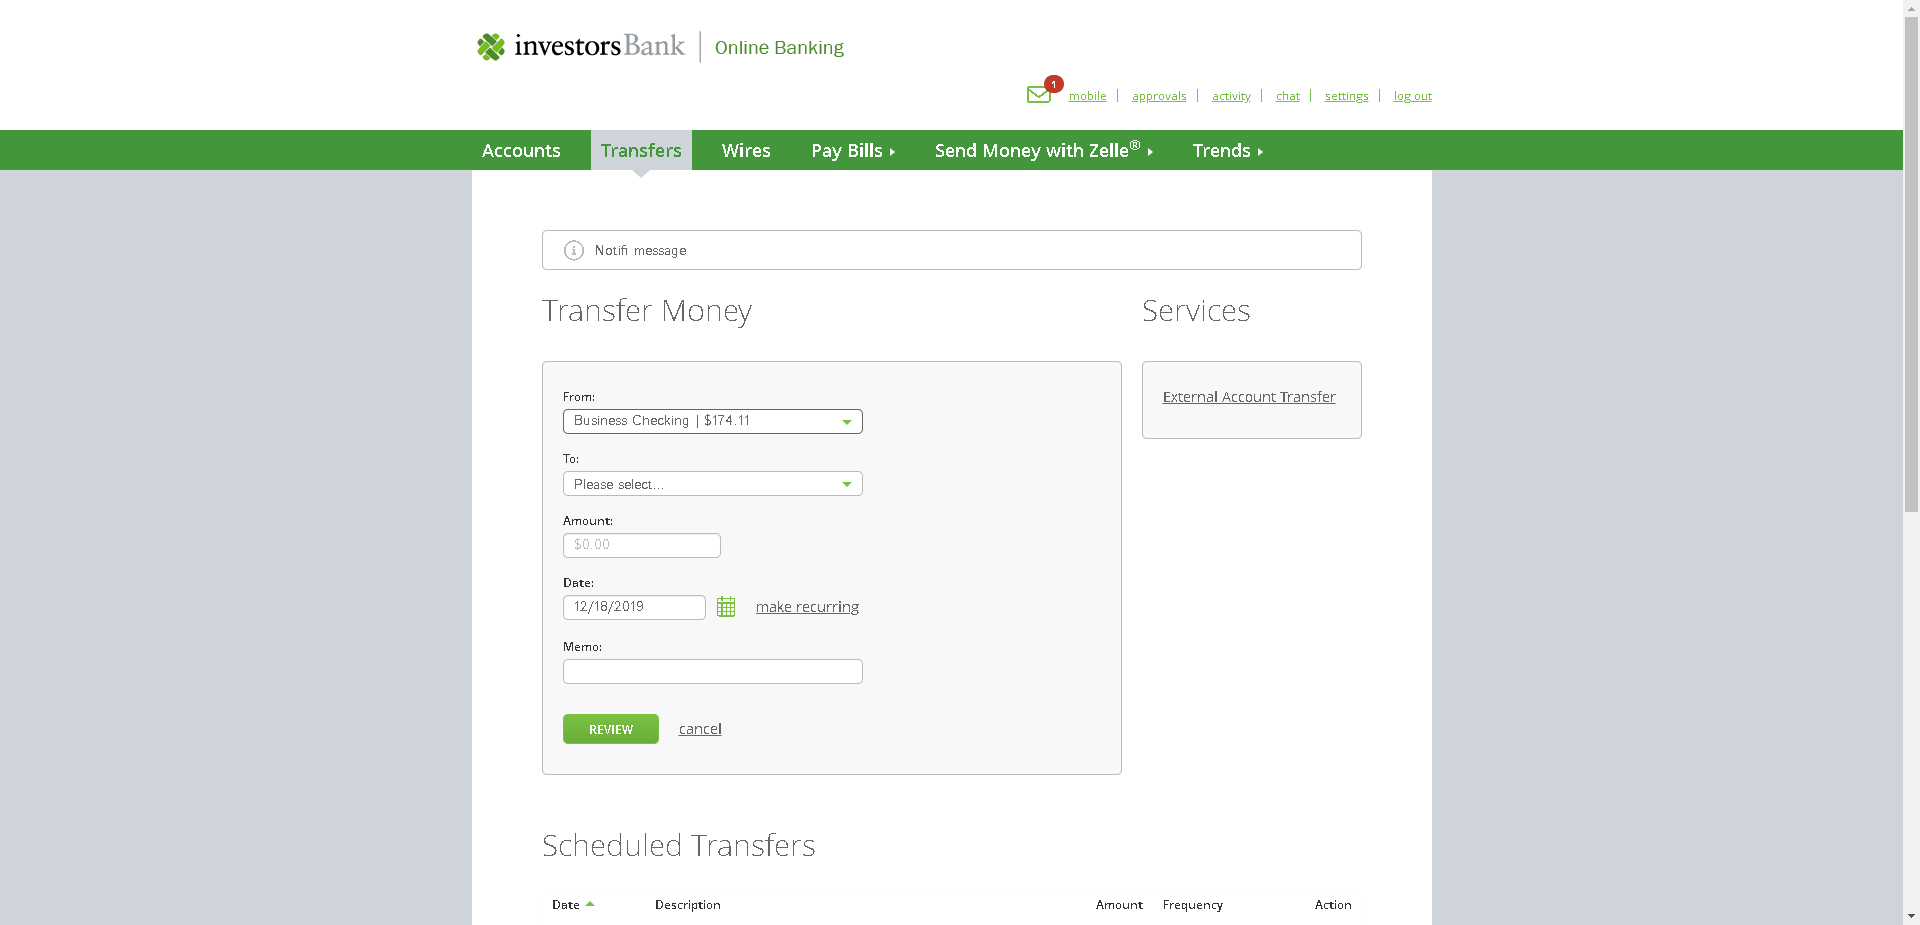 investorsBank | Online Banking
1
mobile | approvals | activity | chat | settings | log out
Accounts Transfers Wires Pay Bills Send Money with Zelle® Trends
Notifi message
Transfer Money
Services
From:
Business Checking | $174.11
External Account Transfer
To:
Please select...
Amount:
$0.00
Date:
12/18/2019 make recurring
Memo:
REVIEW cancel
Scheduled Transfers
Date Description Amount Frequency Action